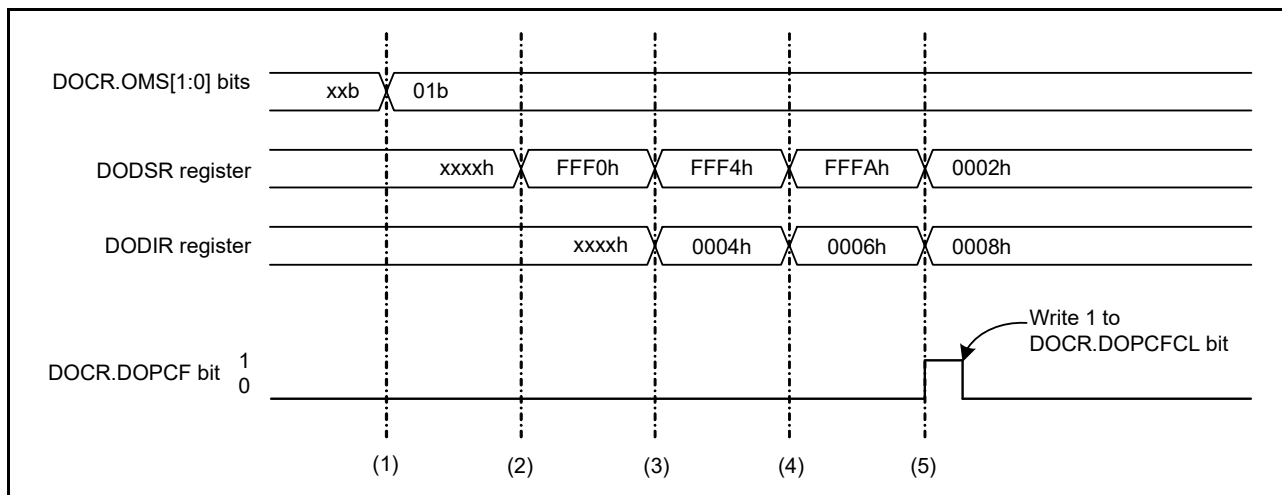 DOCR.OMS[1:0] bits xxb 01b
DODSR register xxxxh FFF0h FFF4h FFFAh 0002h
DODIR register xxxxh 0004h 0006h 0008h
Write 1 to
DOCR.DOPCFCL bit
DOCR.DOPCF bit 1
0
(1) (2) (3) (4) (5)